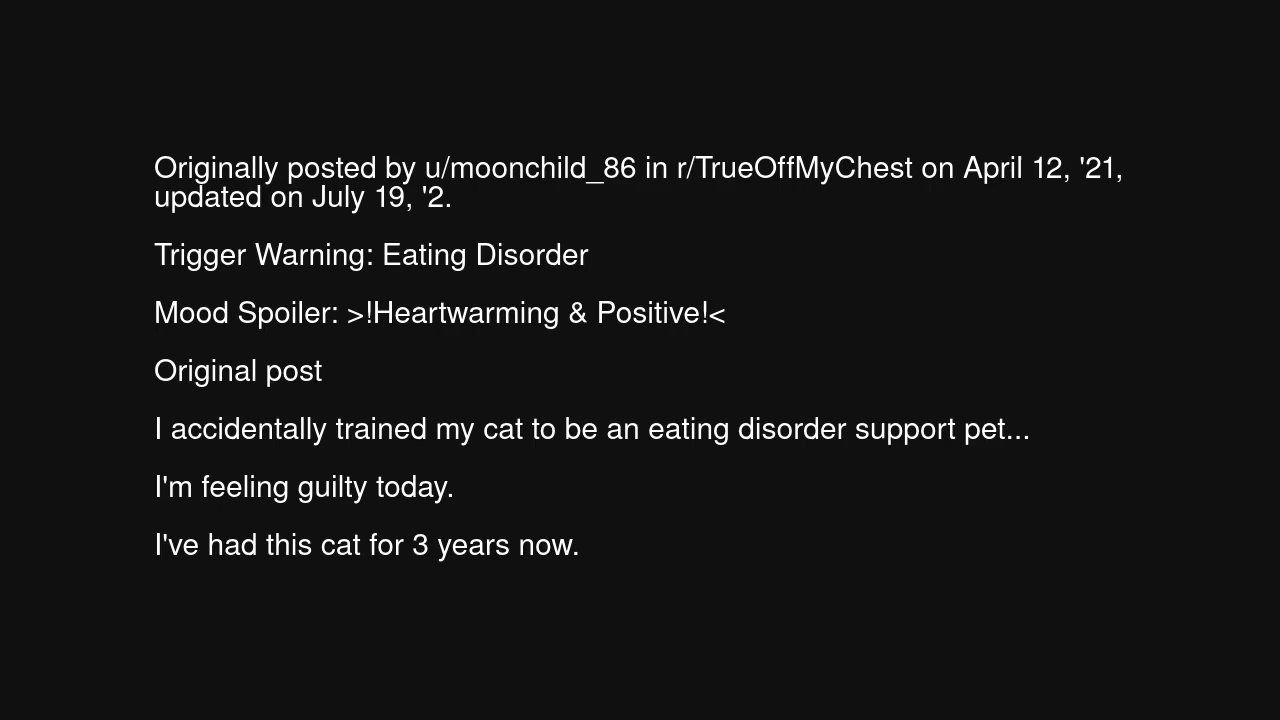 Originally posted by u/moonchild_86 in r/TrueOffMyChest on April 12, '21,
updated on July 19, '2.
Trigger Warning: Eating Disorder
Mood Spoiler: >!Heartwarming & Positive!<
Original post
I accidentally trained my cat to be an eating disorder support pet...
I'm feeling guilty today.
I've had this cat for 3 years now.